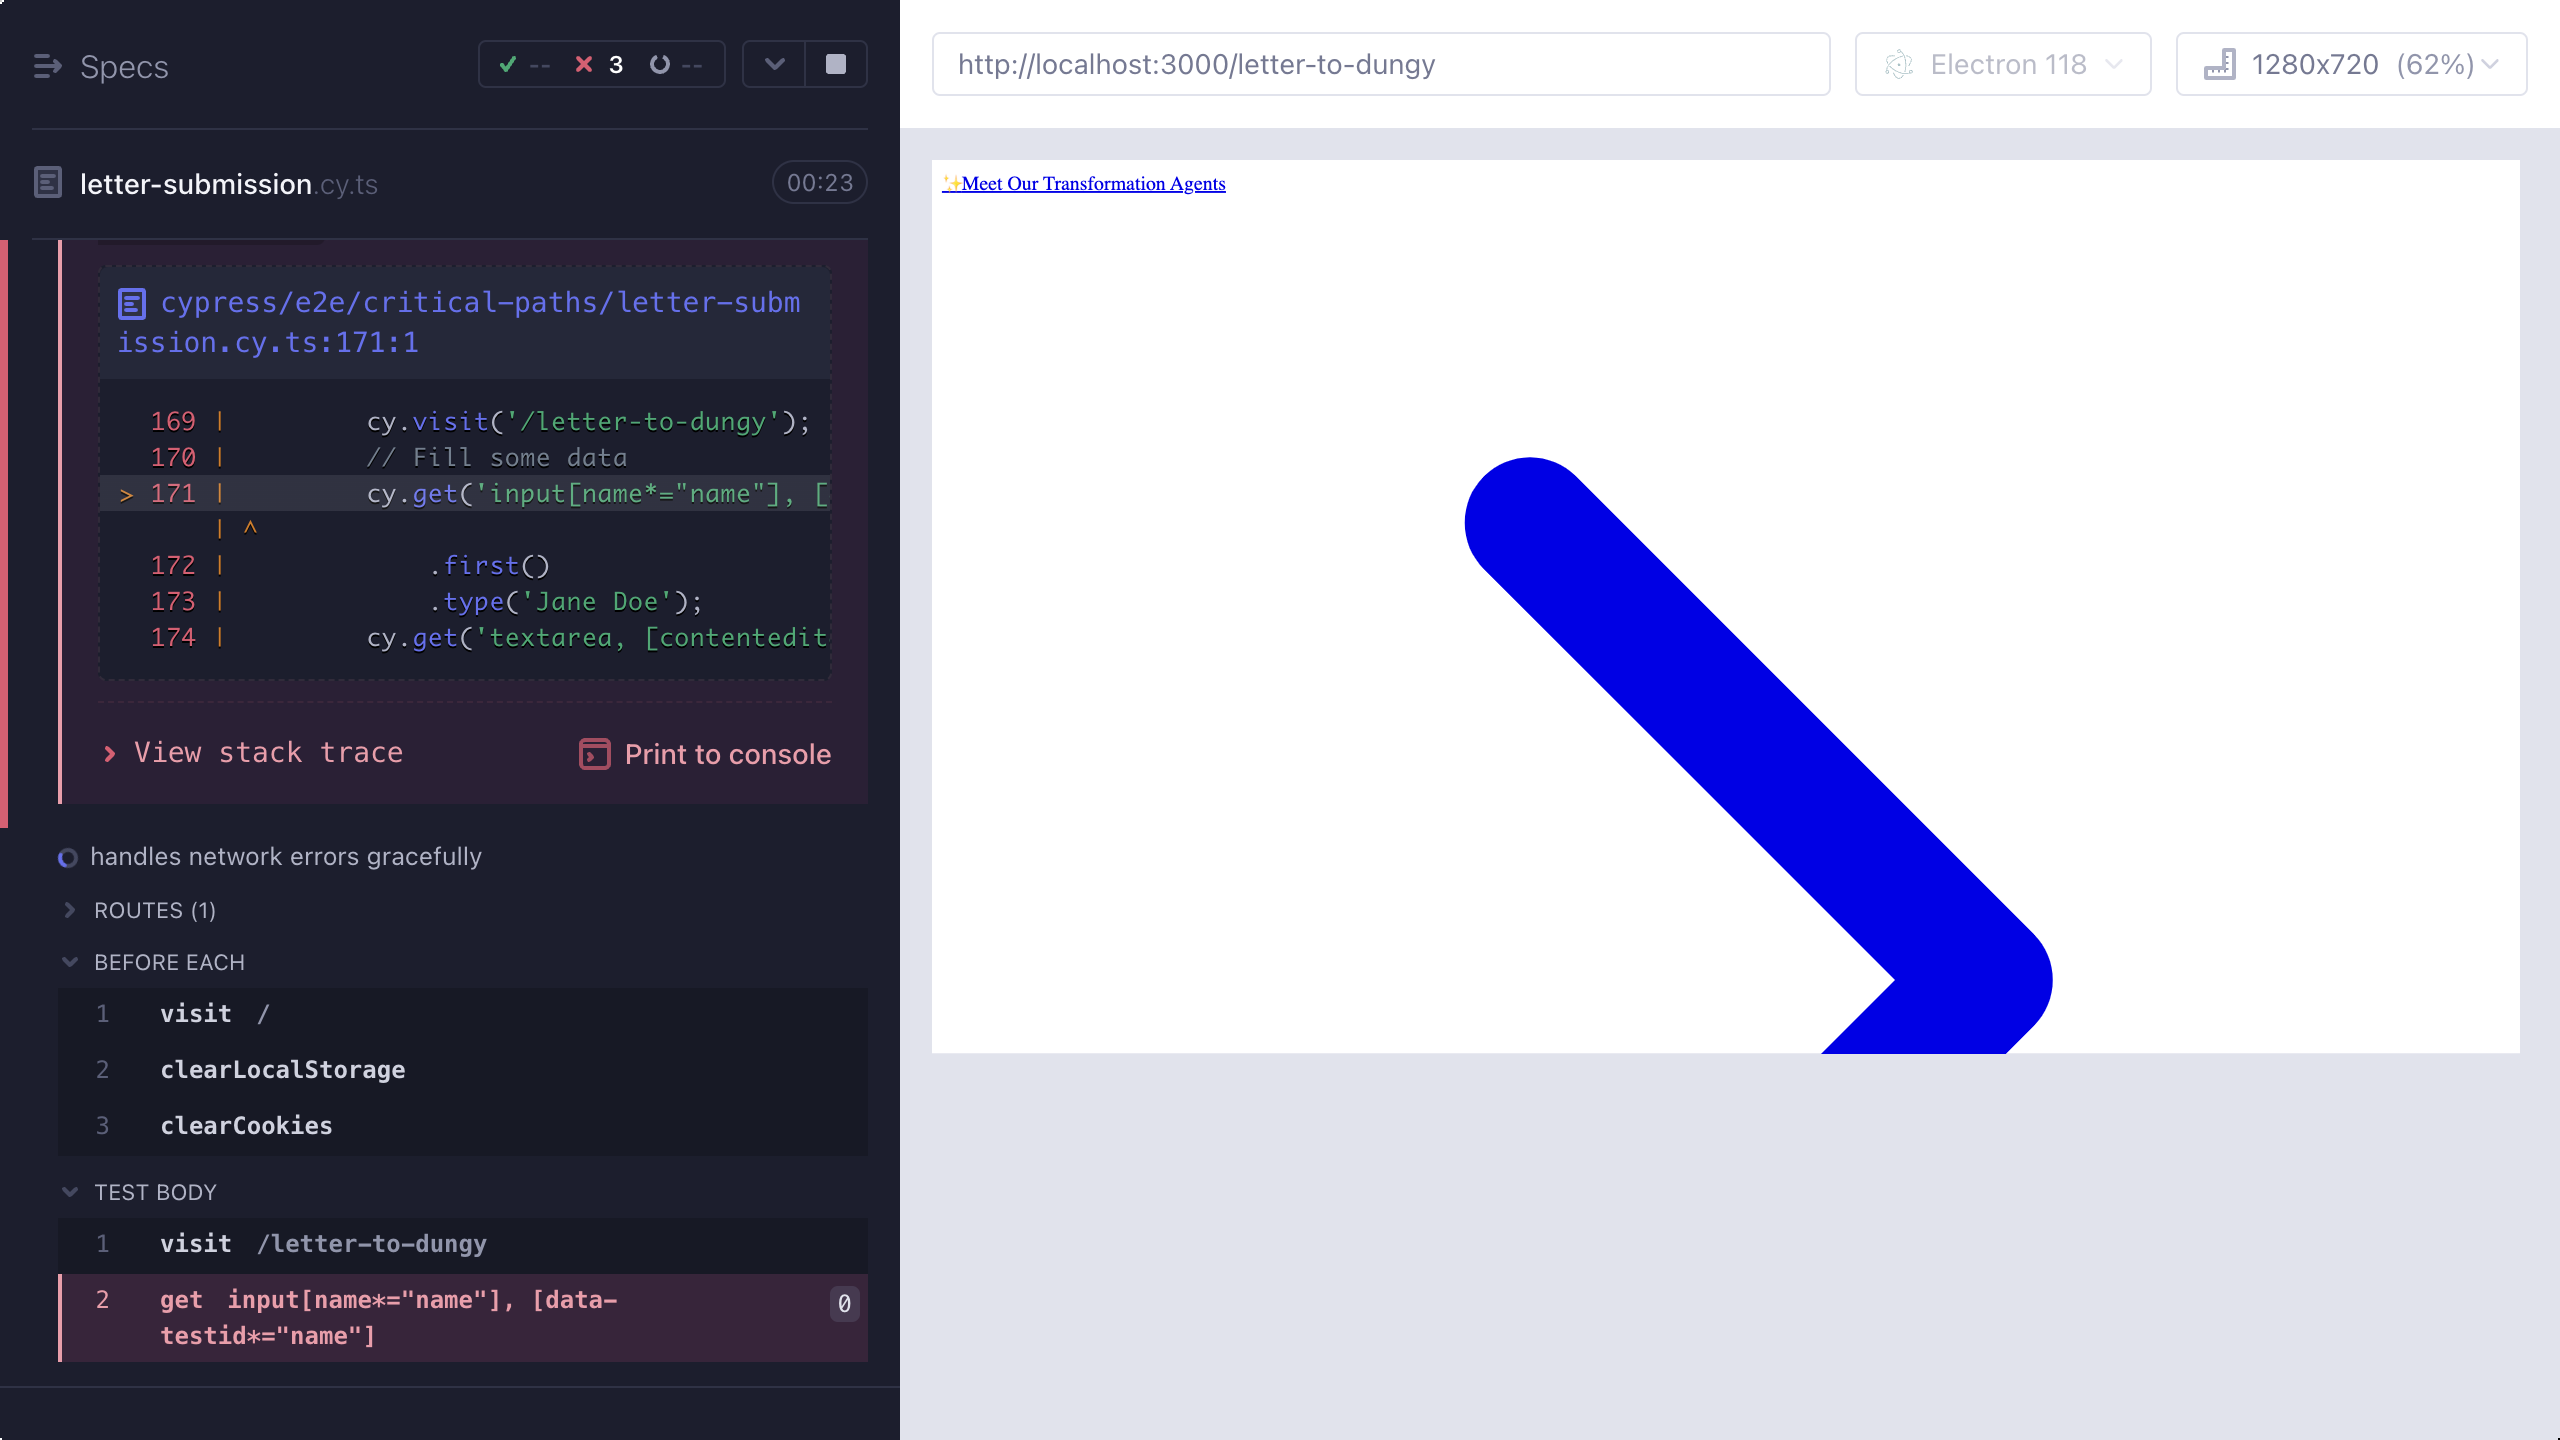 Specs
-- 3 --
letter-submission.cy.ts
00:23
cypress/e2e/critical-paths/letter-subm
ission.cy.ts:171:1
169 | cy.visit('/letter-to-dungy');
170 | // Fill some data
> 171 | cy.get('input[name*="name"], [
| ^
172 | .first()
173 | .type('Jane Doe');
174 | cy.get('textarea, [contentedit
View stack trace
Print to console
handles network errors gracefully
ROUTES (1)
BEFORE EACH
1 visit /
2 clearLocalStorage
3 clearCookies
TEST BODY
1 visit /letter-to-dungy
2 get input[name*="name"], [data-
testid*="name"]
0
http://localhost:3000/letter-to-dungy
Electron 118
1280x720 (62%)
✨Meet Our Transformation Agents